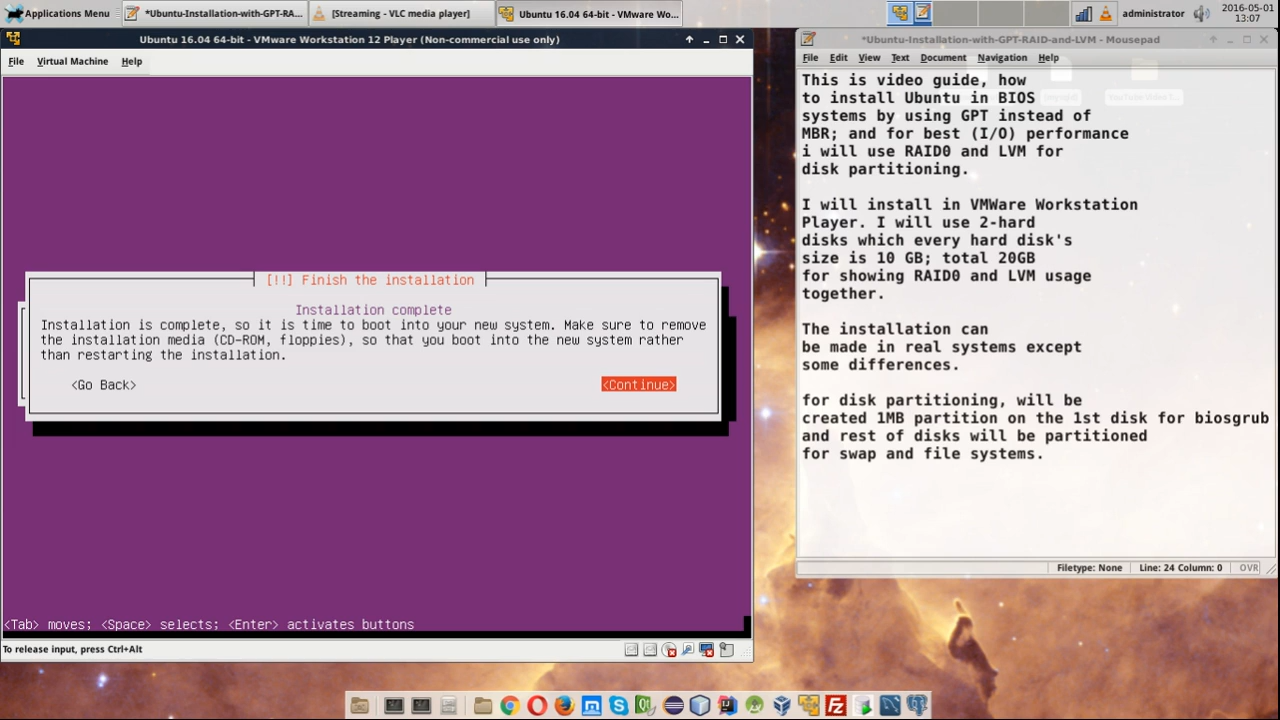 Applications Menu
*Ubuntu-Installation-with-GPT-RA...
[Streaming - VLC media player]
Ubuntu 16.04 64-bit - VMware Wo...
administrator
2016-05-01
13:07
Ubuntu 16.04 64-bit - VMware Workstation 12 Player (Non-commercial use only)
File Virtual Machine Help
[!!] Finish the installation
Installation complete
Installation is complete, so it is time to boot into your new system. Make sure to remove
the installation media (CD-ROM, floppies), so that you boot into the new system rather
than restarting the installation.
<Go Back> <Continue>
<Tab> moves; <Space> selects; <Enter> activates buttons
To release input, press Ctrl+Alt
*Ubuntu-Installation-with-GPT-RAID-and-LVM - Mousepad
File Edit View Text Document Navigation Help
This is video guide, how
to install Ubuntu in BIOS
systems by using GPT instead of
MBR; and for best (I/O) performance
i will use RAID0 and LVM for
disk partitioning.
I will install in VMWare Workstation
Player. I will use 2-hard
disks which every hard disk's
size is 10 GB; total 20GB
for showing RAID0 and LVM usage
together.
The installation can
be made in real systems except
some differences.
for disk partitioning, will be
created 1MB partition on the 1st disk for biosgrub
and rest of disks will be partitioned
for swap and file systems.
Filetype: None Line: 24 Column: 0 OVR